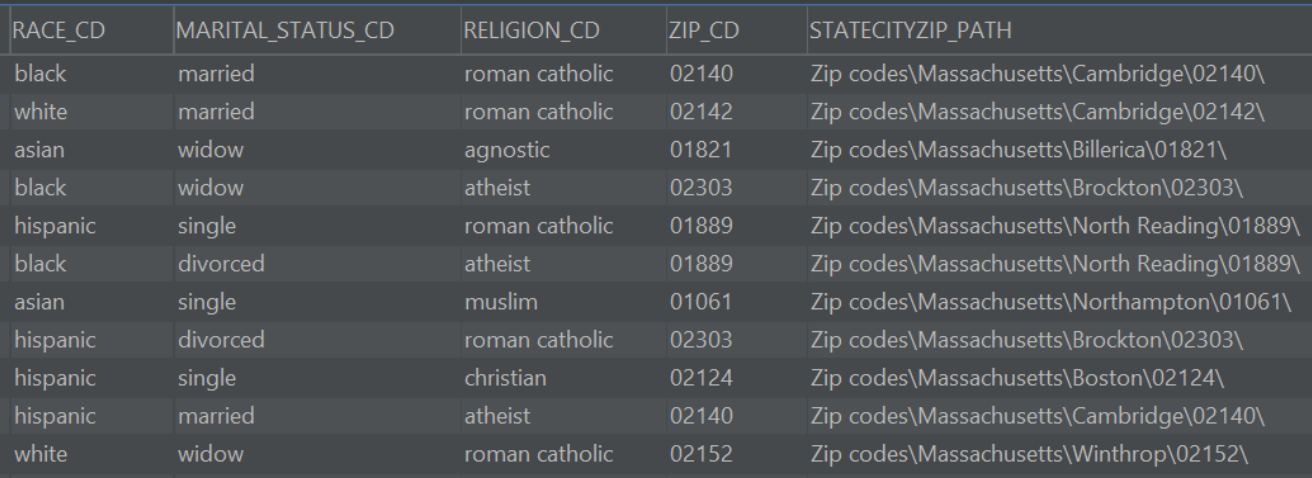 RACE_CD MARITAL_STATUS_CD RELIGION_CD ZIP_CD STATECITYZIP_PATH
black married roman catholic 02140 Zip codes\Massachusetts\Cambridge\02140\
white married roman catholic 02142 Zip codes\Massachusetts\Cambridge\02142\
asian widow agnostic 01821 Zip codes\Massachusetts\Billerica\01821\
black widow atheist 02303 Zip codes\Massachusetts\Brockton\02303\
hispanic single roman catholic 01889 Zip codes\Massachusetts\North Reading\01889\
black divorced atheist 01889 Zip codes\Massachusetts\North Reading\01889\
asian single muslim 01061 Zip codes\Massachusetts\Northampton\01061\
hispanic divorced roman catholic 02303 Zip codes\Massachusetts\Brockton\02303\
hispanic single christian 02124 Zip codes\Massachusetts\Boston\02124\
hispanic married atheist 02140 Zip codes\Massachusetts\Cambridge\02140\
white widow roman catholic 02152 Zip codes\Massachusetts\Winthrop\02152\